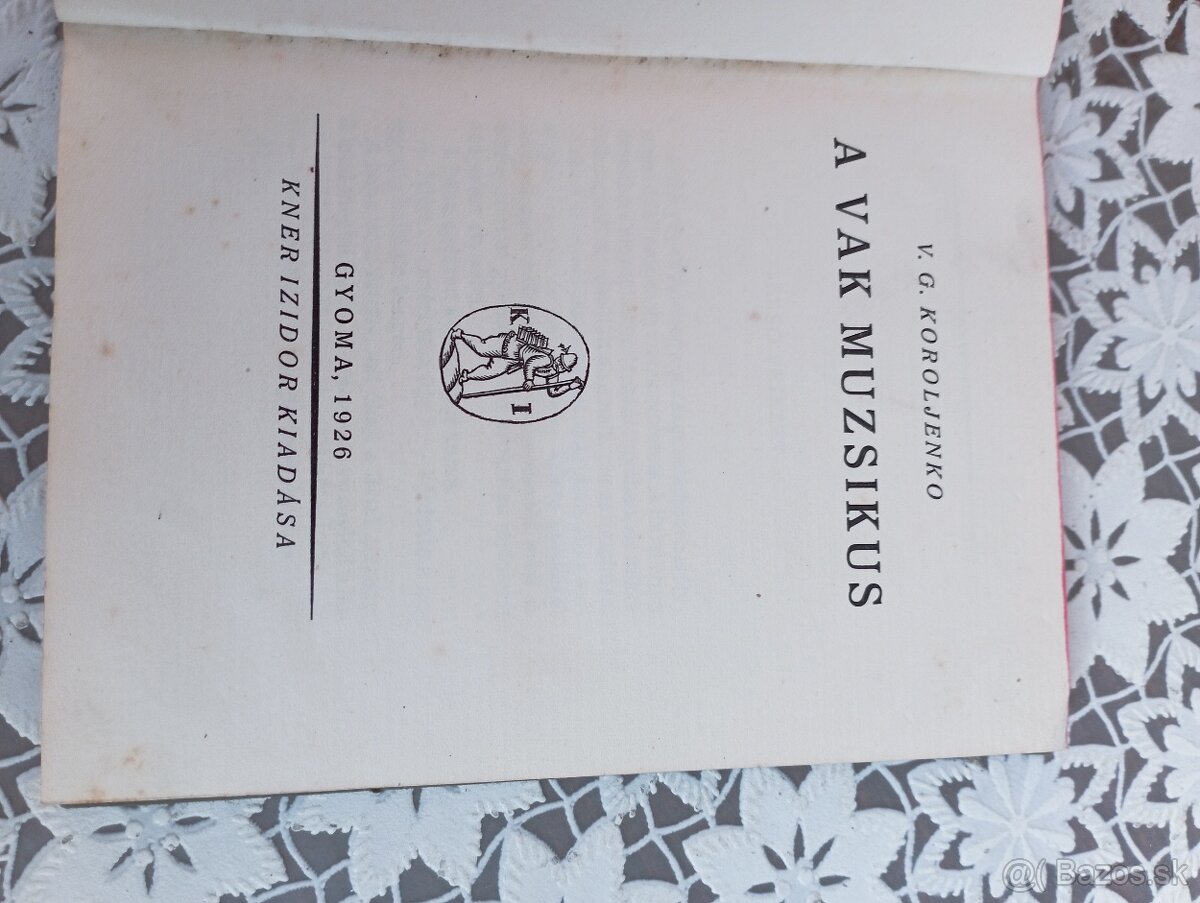 V. G. KOROLJENKO
A VAK MUZSIKUS
K I
GYOMA, 1926
KNER IZIDOR KIADÁSA
@( Bazos.sk